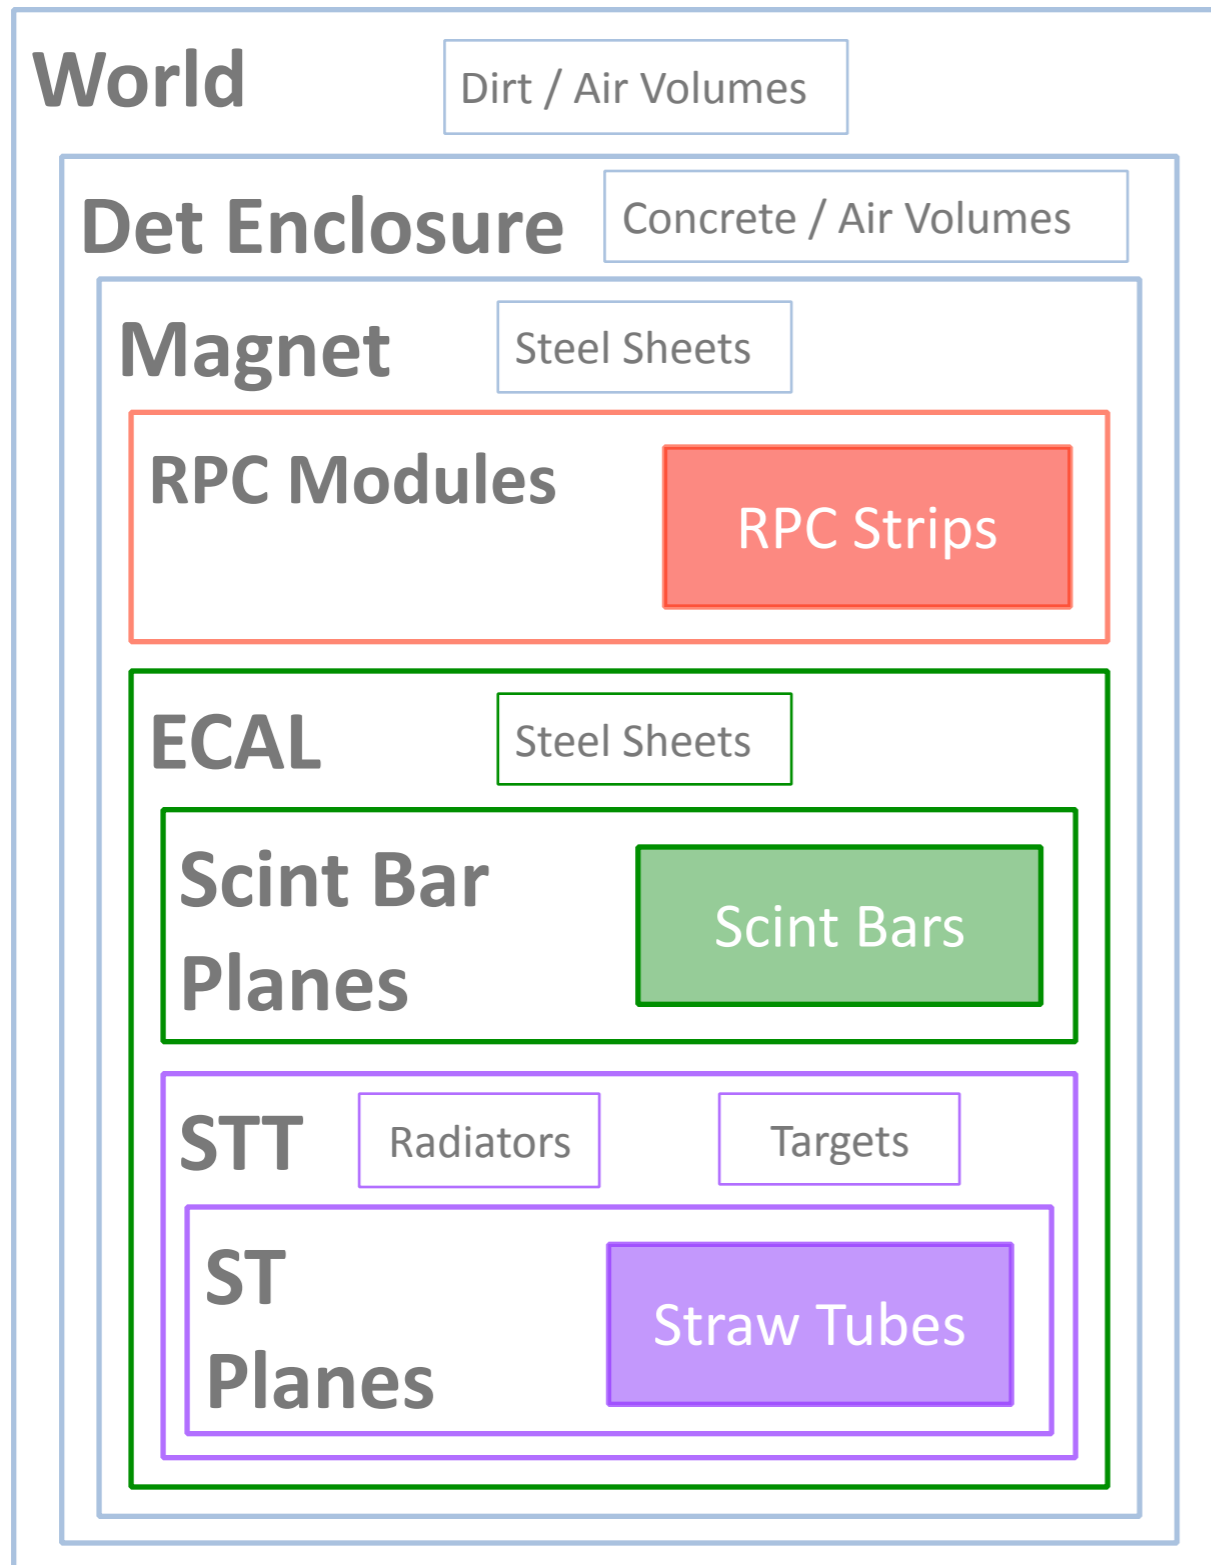 World
Dirt / Air Volumes
Det Enclosure
Concrete / Air Volumes
Magnet
Steel Sheets
RPC Modules
RPC Strips
ECAL
Steel Sheets
Scint Bar
Planes
Scint Bars
STT
Radiators
Targets
ST
Planes
Straw Tubes